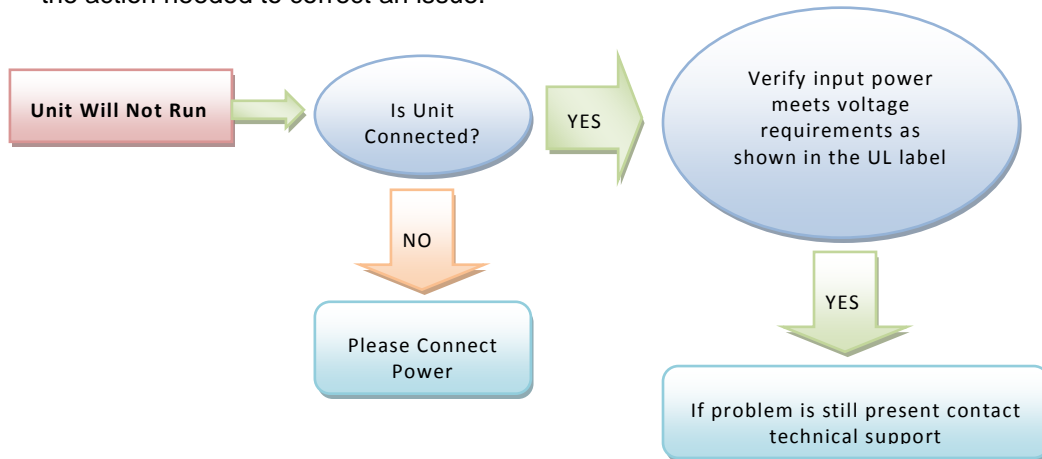 the action needed to correct an issue.
Unit Will Not Run
Is Unit
Connected?
YES
Verify input power
meets voltage
requirements as
shown in the UL label
NO
YES
Please Connect
Power
If problem is still present contact
technical support